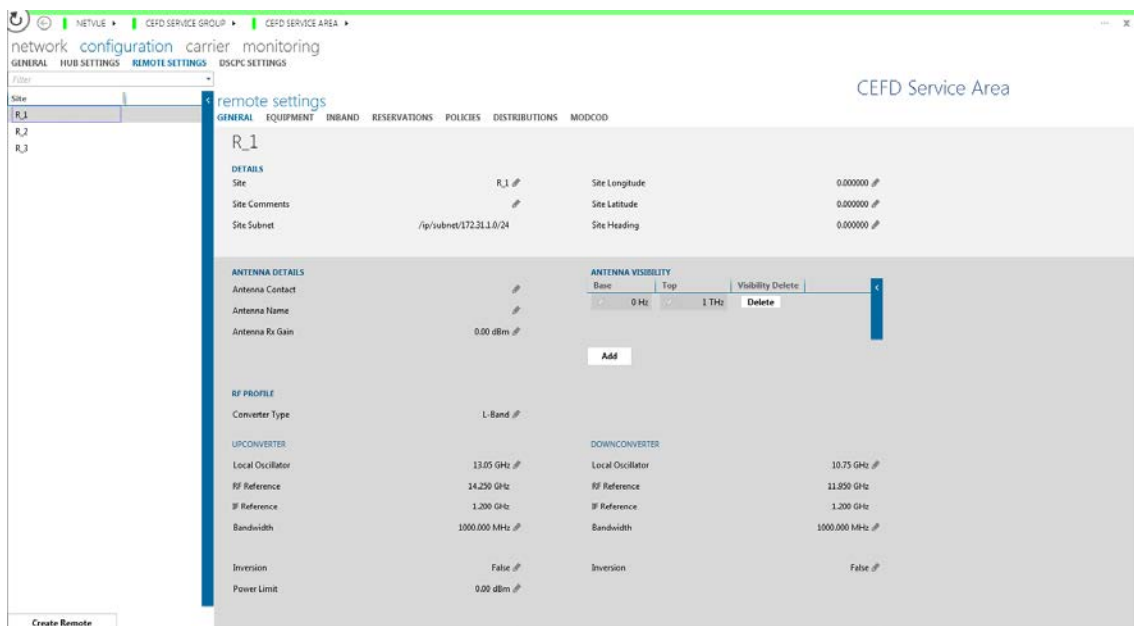 NETVUE CEFD SERVICE GROUP CEFD SERVICE AREA ... X
network configuration carrier monitoring
GENERAL HUB SETTINGS REMOTE SETTINGS DSCPC SETTINGS
Filter
CEFD Service Area
Site
R_1
R_2
R_3
remote settings
GENERAL EQUIPMENT INBAND RESERVATIONS POLICIES DISTRIBUTIONS MODCOD
R_1
DETAILS
Site R_1 Site Longitude 0.000000
Site Comments Site Latitude 0.000000
Site Subnet /ip/subnet/172.31.1.0/24 Site Heading 0.000000
ANTENNA DETAILS ANTENNA VISIBILITY
Base Top Visibility Delete
Antenna Contact
0 Hz 1 THz Delete
Antenna Name
Antenna Rx Gain 0.00 dBm
Add
RF PROFILE
Converter Type L-Band
UPCONVERTER DOWNCONVERTER
Local Oscillator 13.05 GHz Local Oscillator 10.75 GHz
RF Reference 14.250 GHz RF Reference 11.950 GHz
IF Reference 1.200 GHz IF Reference 1.200 GHz
Bandwidth 1000.000 MHz Bandwidth 1000.000 MHz
Inversion False Inversion False
Power Limit 0.00 dBm
Create Remote